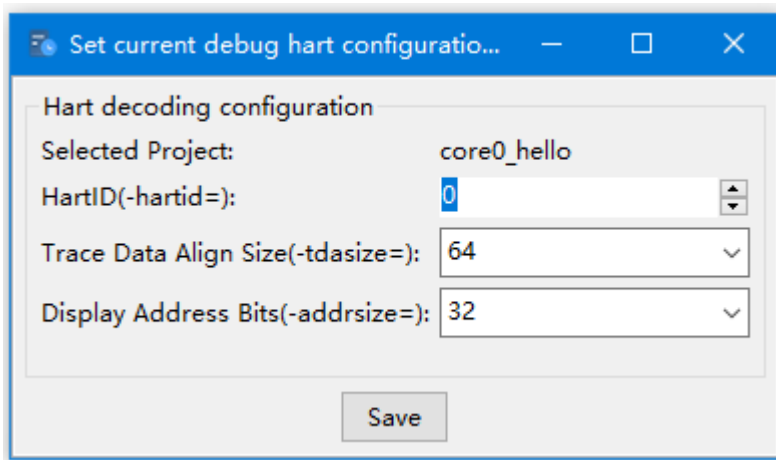 Set current debug hart configuratio...
Hart decoding configuration
Selected Project: core0_hello
HartID(-hartid=): 0
Trace Data Align Size(-tdasize=): 64
Display Address Bits(-addrsize=): 32
Save